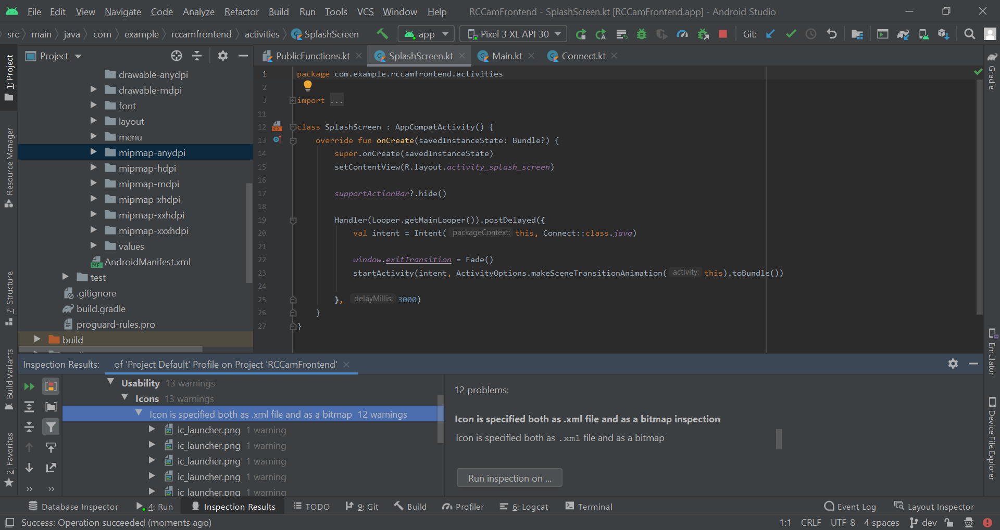 File Edit View Navigate Code Analyze Refactor Build Run Tools VCS Window Help RCCamFrontend - SplashScreen.kt [RCCamFrontend.app] - Android Studio
src main java com example rccamfrontend activities SplashScreen app Pixel 3 XL API 30 Git:
Project
PublicFunctions.kt SplashScreen.kt Main.kt Connect.kt
1: Project
Resource Manager
7: Structure
Build Variants
2: Favorites
drawable-anydpi
drawable-mdpi
font
layout
menu
mipmap-anydpi
mipmap-hdpi
mipmap-mdpi
mipmap-xhdpi
mipmap-xxhdpi
mipmap-xxxhdpi
values
MF AndroidManifest.xml
test
.gitignore
build.gradle
proguard-rules.pro
build
1 package com.example.rccamfrontend.activities
2
3 import ...
11
12 class SplashScreen : AppCompatActivity() {
13 override fun onCreate(savedInstanceState: Bundle?) {
14 super.onCreate(savedInstanceState)
15 setContentView(R.layout.activity_splash_screen)
16
17 supportActionBar?.hide()
18
19 Handler(Looper.getMainLooper()).postDelayed({
20 val intent = Intent( packageContext: this, Connect::class.java)
21
22 window.exitTransition = Fade()
23 startActivity(intent, ActivityOptions.makeSceneTransitionAnimation( activity: this).toBundle())
24
25 }, delayMillis: 3000)
26 }
27 }
Gradle
Emulator
Device File Explorer
Inspection Results: of 'Project Default' Profile on Project 'RCCamFrontend'
Usability 13 warnings
Icons 13 warnings
Icon is specified both as .xml file and as a bitmap 12 warnings
ic_launcher.png 1 warning
ic_launcher.png 1 warning
ic_launcher.png 1 warning
ic_launcher.png 1 warning
ic_launcher.png 1 warning
12 problems:
Icon is specified both as .xml file and as a bitmap inspection
Icon is specified both as .xml file and as a bitmap
Run inspection on ...
Database Inspector 4: Run Inspection Results TODO 9: Git Build Profiler 6: Logcat Terminal Event Log Layout Inspector
Success: Operation succeeded (moments ago) 1:1 CRLF UTF-8 4 spaces dev